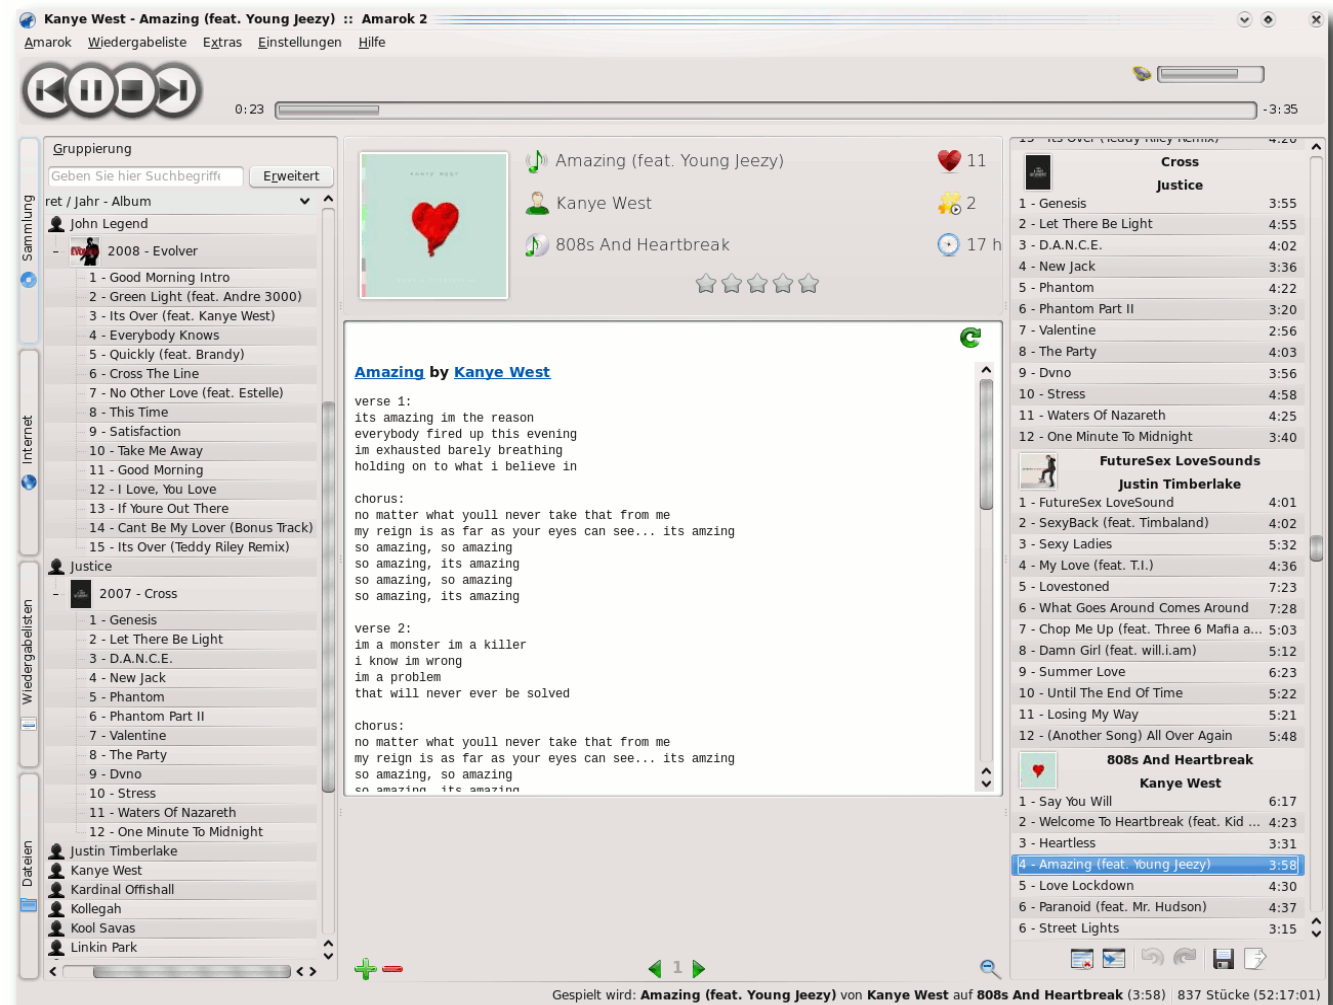 Kanye West - Amazing (feat. Young Jeezy) :: Amarok 2
Amarok Wiedergabeliste Extras Einstellungen Hilfe
0:23 -3:35
Sammlung
Internet
Wiedergabelisten
Dateien
Gruppierung
Geben Sie hier Suchbegriffe Erweitert
ret / Jahr - Album
John Legend
2008 - Evolver
1 - Good Morning Intro
2 - Green Light (feat. Andre 3000)
3 - Its Over (feat. Kanye West)
4 - Everybody Knows
5 - Quickly (feat. Brandy)
6 - Cross The Line
7 - No Other Love (feat. Estelle)
8 - This Time
9 - Satisfaction
10 - Take Me Away
11 - Good Morning
12 - I Love, You Love
13 - If Youre Out There
14 - Cant Be My Lover (Bonus Track)
15 - Its Over (Teddy Riley Remix)
Justice
2007 - Cross
1 - Genesis
2 - Let There Be Light
3 - D.A.N.C.E.
4 - New Jack
5 - Phantom
6 - Phantom Part II
7 - Valentine
8 - The Party
9 - Dvno
10 - Stress
11 - Waters Of Nazareth
12 - One Minute To Midnight
Justin Timberlake
Kanye West
Kardinal Offishall
Kollegah
Kool Savas
Linkin Park
KANYE WEST
Amazing (feat. Young Jeezy) 11
Kanye West 2
808s And Heartbreak 17 h
Amazing by Kanye West
verse 1:
its amazing im the reason
everybody fired up this evening
im exhausted barely breathing
holding on to what i believe in
chorus:
no matter what youll never take that from me
my reign is as far as your eyes can see... its amzing
so amazing, so amazing
so amazing, its amazing
so amazing, so amazing
so amazing, its amazing
verse 2:
im a monster im a killer
i know im wrong
im a problem
that will never ever be solved
chorus:
no matter what youll never take that from me
my reign is as far as your eyes can see... its amzing
so amazing, so amazing
so amazing, its amazing
1
15 - Its Over (Teddy Riley Remix) 4:20
Cross
Justice
1 - Genesis 3:55
2 - Let There Be Light 4:55
3 - D.A.N.C.E. 4:02
4 - New Jack 3:36
5 - Phantom 4:22
6 - Phantom Part II 3:20
7 - Valentine 2:56
8 - The Party 4:03
9 - Dvno 3:56
10 - Stress 4:58
11 - Waters Of Nazareth 4:25
12 - One Minute To Midnight 3:40
FutureSex LoveSounds
Justin Timberlake
1 - FutureSex LoveSound 4:01
2 - SexyBack (feat. Timbaland) 4:02
3 - Sexy Ladies 5:32
4 - My Love (feat. T.I.) 4:36
5 - Lovestoned 7:23
6 - What Goes Around Comes Around 7:28
7 - Chop Me Up (feat. Three 6 Mafia a... 5:03
8 - Damn Girl (feat. will.i.am) 5:12
9 - Summer Love 6:23
10 - Until The End Of Time 5:22
11 - Losing My Way 5:21
12 - (Another Song) All Over Again 5:48
808s And Heartbreak
Kanye West
1 - Say You Will 6:17
2 - Welcome To Heartbreak (feat. Kid ... 4:23
3 - Heartless 3:31
4 - Amazing (feat. Young Jeezy) 3:58
5 - Love Lockdown 4:30
6 - Paranoid (feat. Mr. Hudson) 4:37
6 - Street Lights 3:15
Gespielt wird: Amazing (feat. Young Jeezy) von Kanye West auf 808s And Heartbreak (3:58) 837 Stücke (52:17:01)